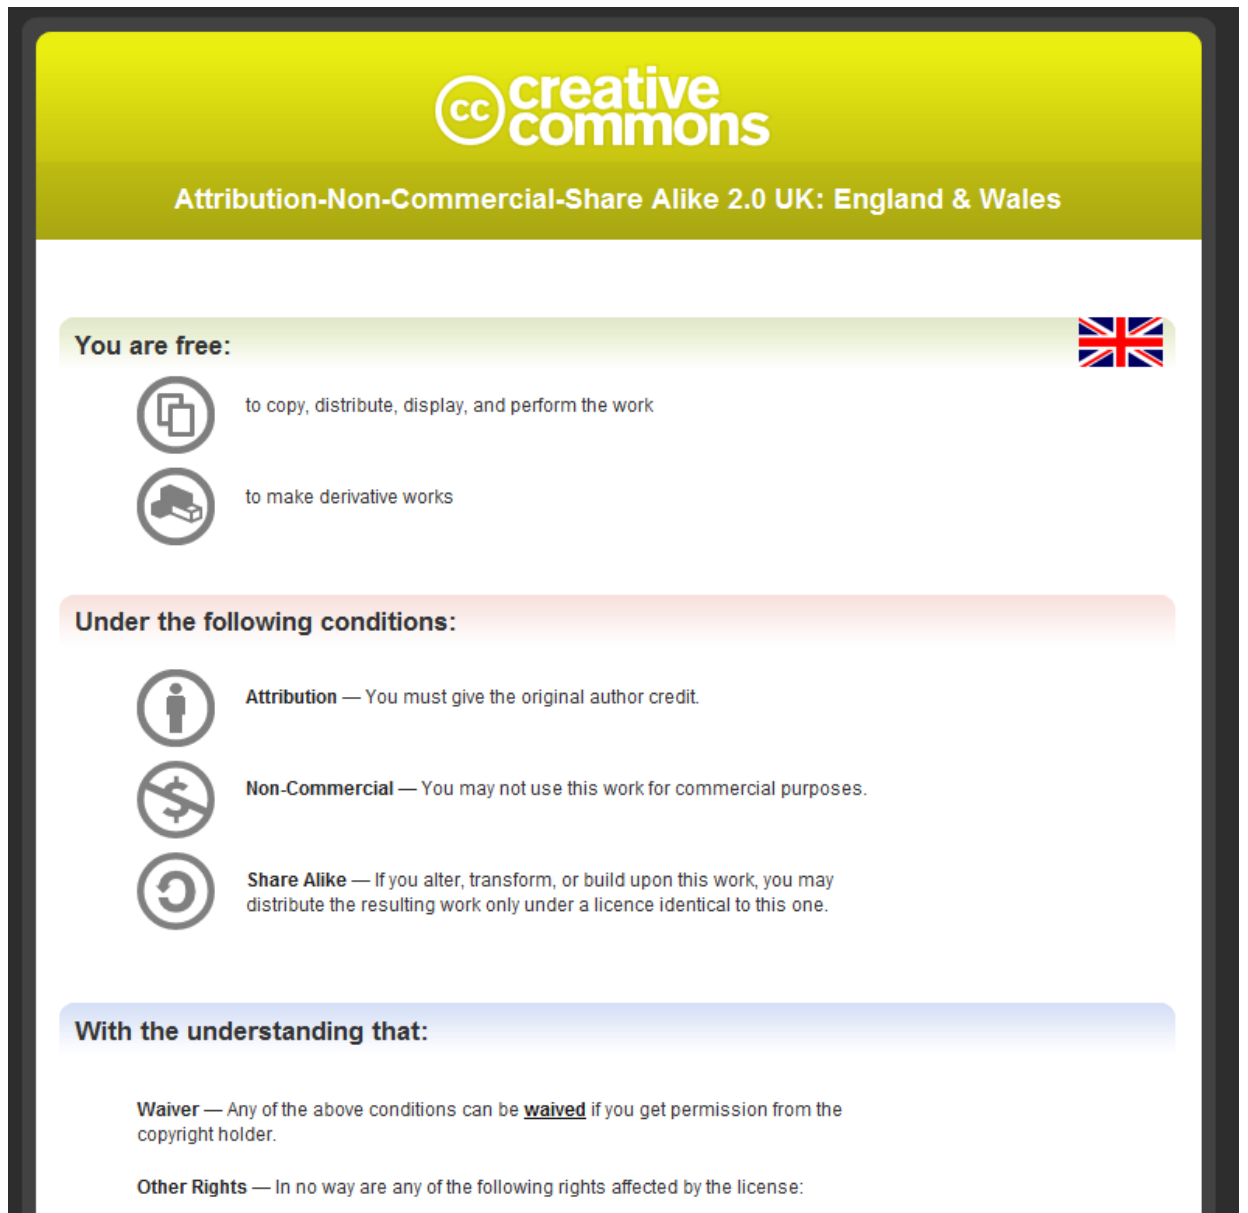 cc creative
commons
Attribution-Non-Commercial-Share Alike 2.0 UK: England & Wales
You are free:
to copy, distribute, display, and perform the work
to make derivative works
Under the following conditions:
Attribution — You must give the original author credit.
$
Non-Commercial — You may not use this work for commercial purposes.
Share Alike — If you alter, transform, or build upon this work, you may
distribute the resulting work only under a licence identical to this one.
With the understanding that:
Waiver — Any of the above conditions can be waived if you get permission from the
copyright holder.
Other Rights — In no way are any of the following rights affected by the license: